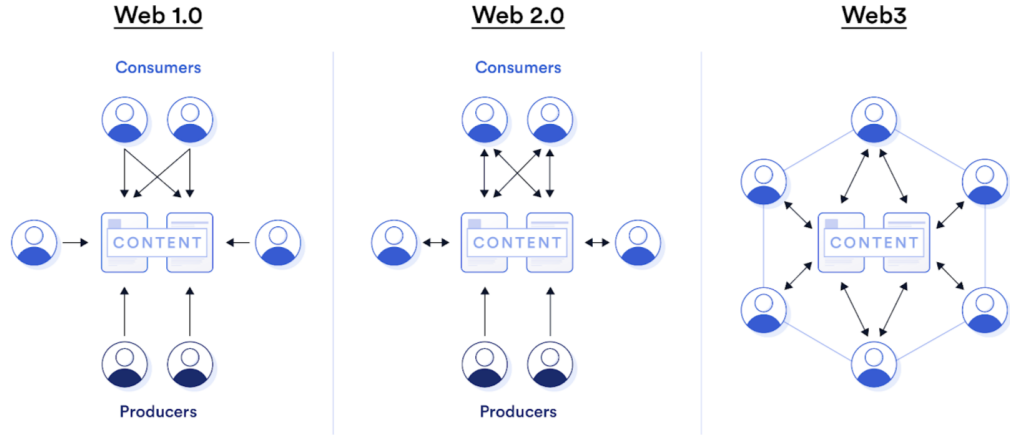 Web 1.0
Web 2.0
Web3
Consumers
Consumers
CONTENT
CONTENT
CONTENT
Producers
Producers